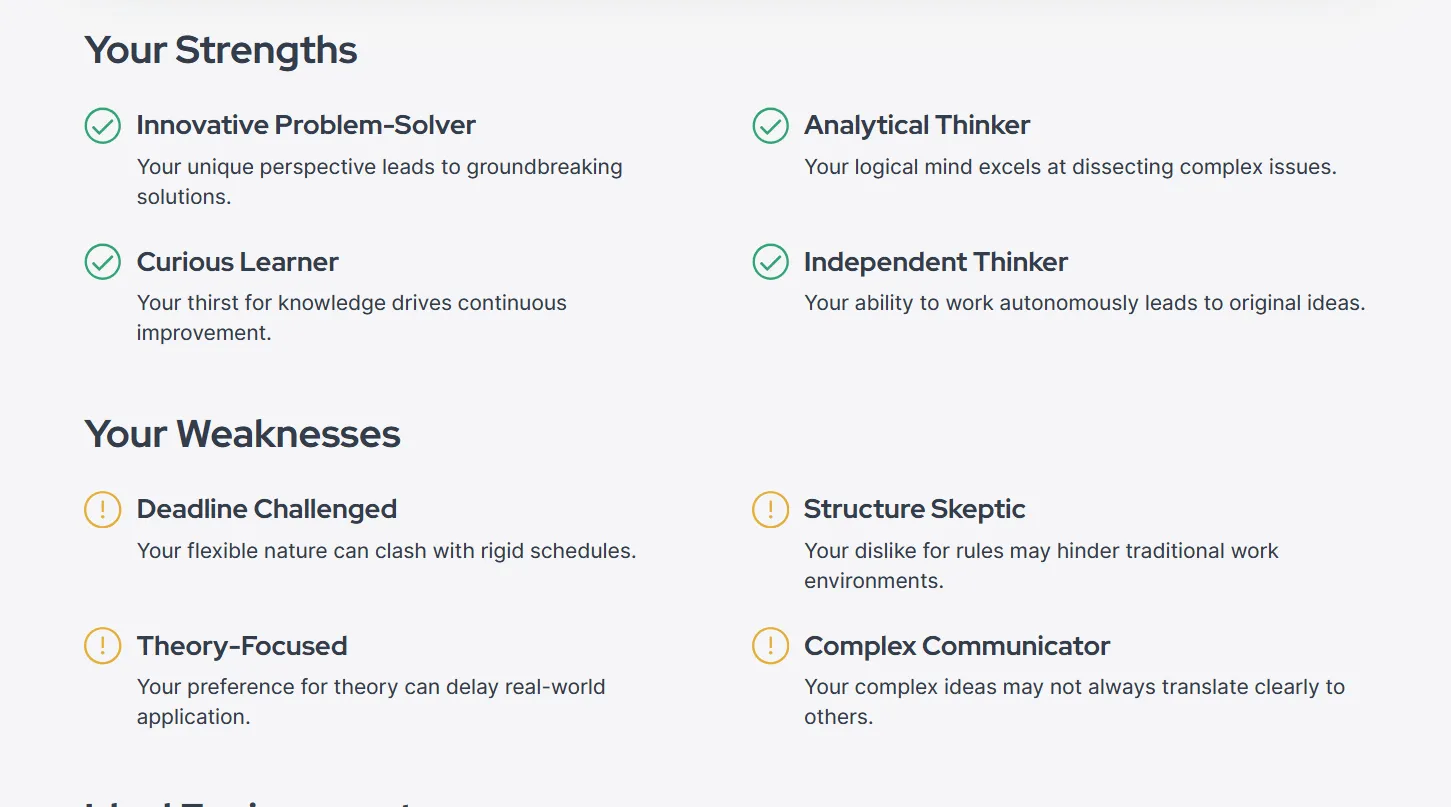 Your Strengths
Innovative Problem-Solver
Your unique perspective leads to groundbreaking
solutions.
Analytical Thinker
Your logical mind excels at dissecting complex issues.
Curious Learner
Your thirst for knowledge drives continuous
improvement.
Independent Thinker
Your ability to work autonomously leads to original ideas.
Your Weaknesses
Deadline Challenged
Your flexible nature can clash with rigid schedules.
Structure Skeptic
Your dislike for rules may hinder traditional work
environments.
Theory-Focused
Your preference for theory can delay real-world
application.
Complex Communicator
Your complex ideas may not always translate clearly to
others.